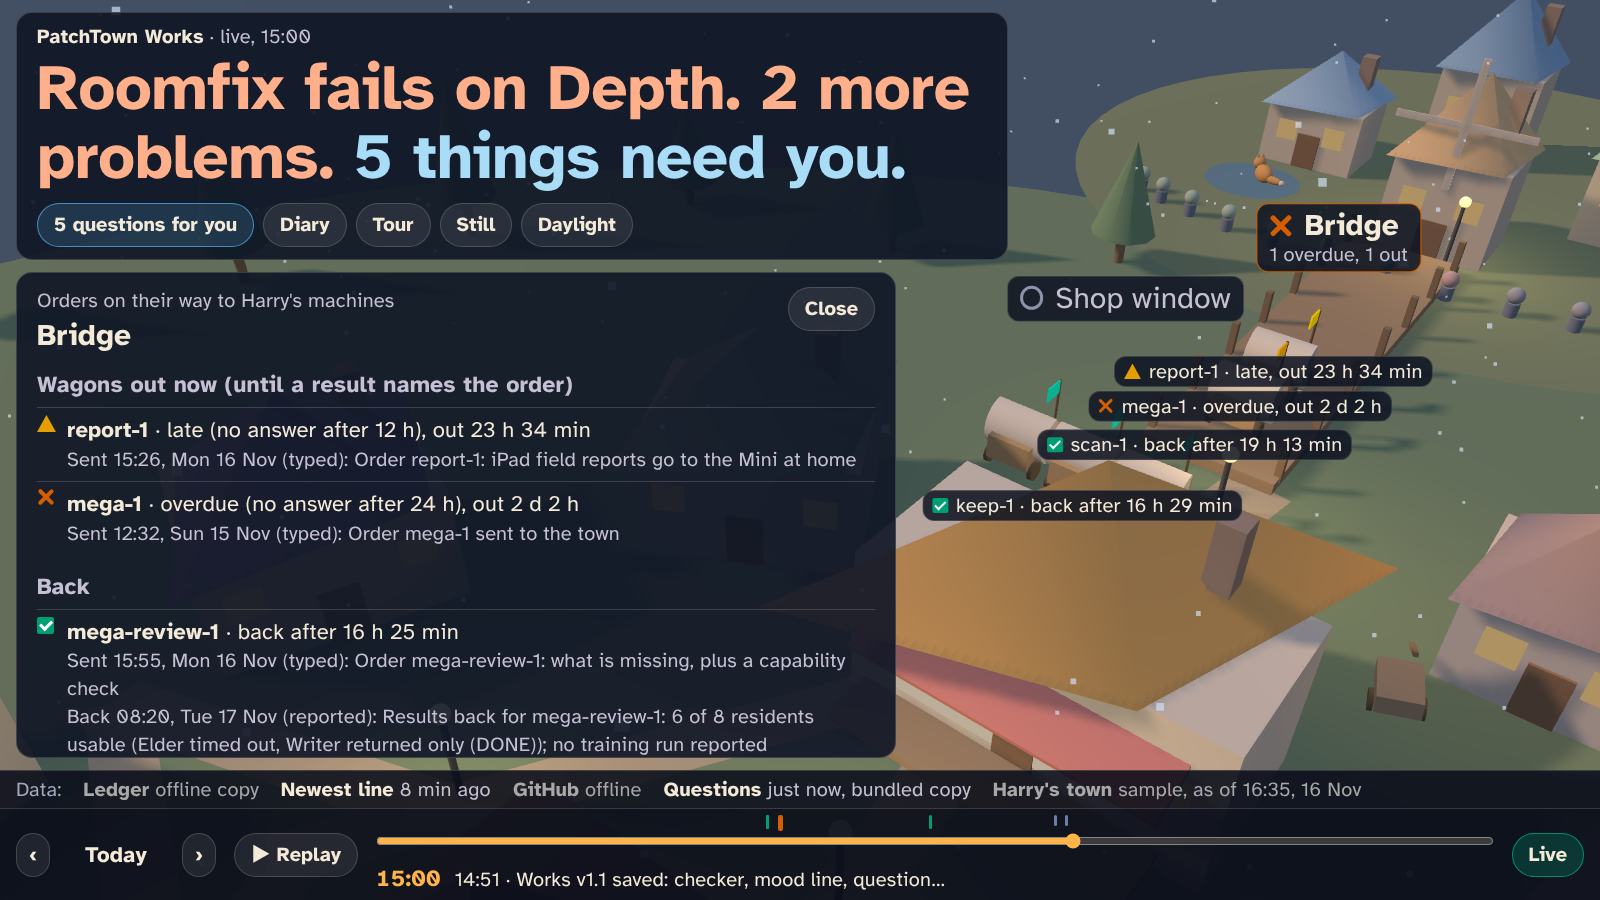 PatchTown Works · live, 15:00
Roomfix fails on Depth. 2 more
problems. 5 things need you.
5 questions for you
Diary
Tour
Still
Daylight
Bridge
1 overdue, 1 out
Shop window
report-1 · late, out 23 h 34 min
mega-1 · overdue, out 2 d 2 h
scan-1 · back after 19 h 13 min
keep-1 · back after 16 h 29 min
Orders on their way to Harry's machines
Bridge
Close
Wagons out now (until a result names the order)
report-1 · late (no answer after 12 h), out 23 h 34 min
Sent 15:26, Mon 16 Nov (typed): Order report-1: iPad field reports go to the Mini at home
mega-1 · overdue (no answer after 24 h), out 2 d 2 h
Sent 12:32, Sun 15 Nov (typed): Order mega-1 sent to the town
Back
mega-review-1 · back after 16 h 25 min
Sent 15:55, Mon 16 Nov (typed): Order mega-review-1: what is missing, plus a capability
check
Back 08:20, Tue 17 Nov (reported): Results back for mega-review-1: 6 of 8 residents
usable (Elder timed out, Writer returned only (DONE)); no training run reported
Data: Ledger offline copy Newest line 8 min ago GitHub offline Questions just now, bundled copy Harry's town sample, as of 16:35, 16 Nov
‹ Today › ▶ Replay
Live
15:00 14:51 · Works v1.1 saved: checker, mood line, question…